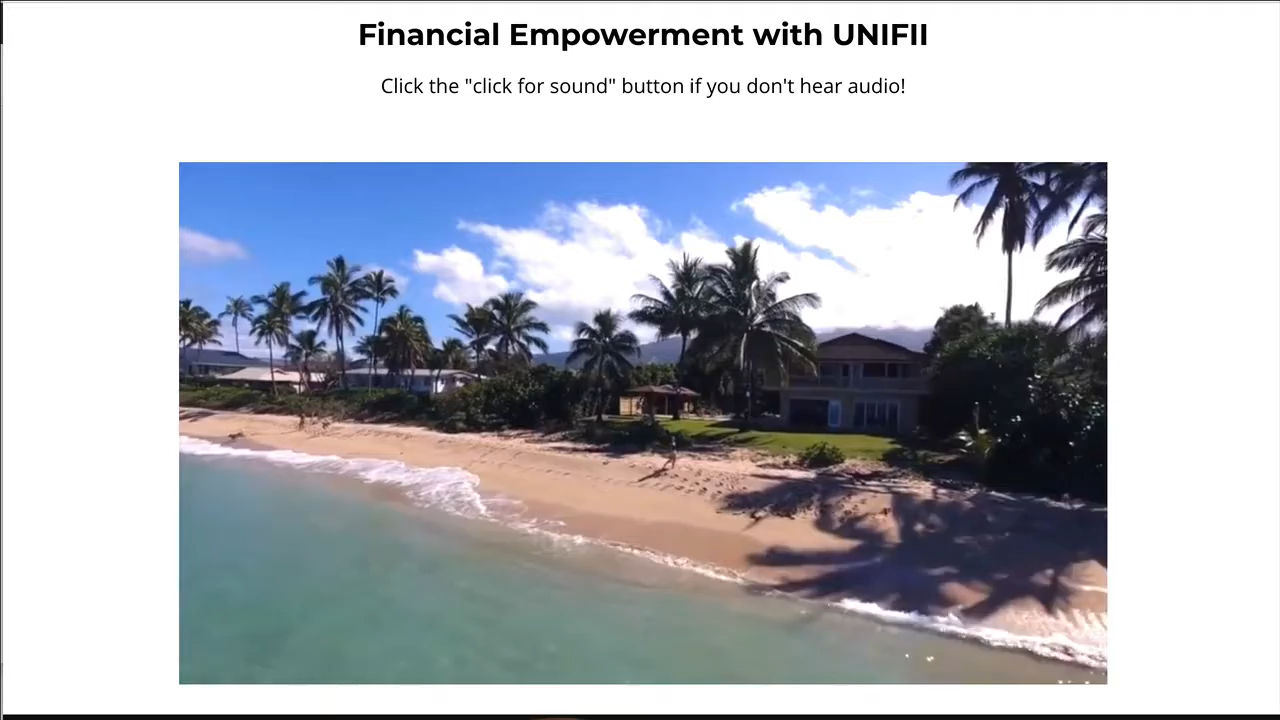 Financial Empowerment with UNIFII
Click the "click for sound" button if you don't hear audio!